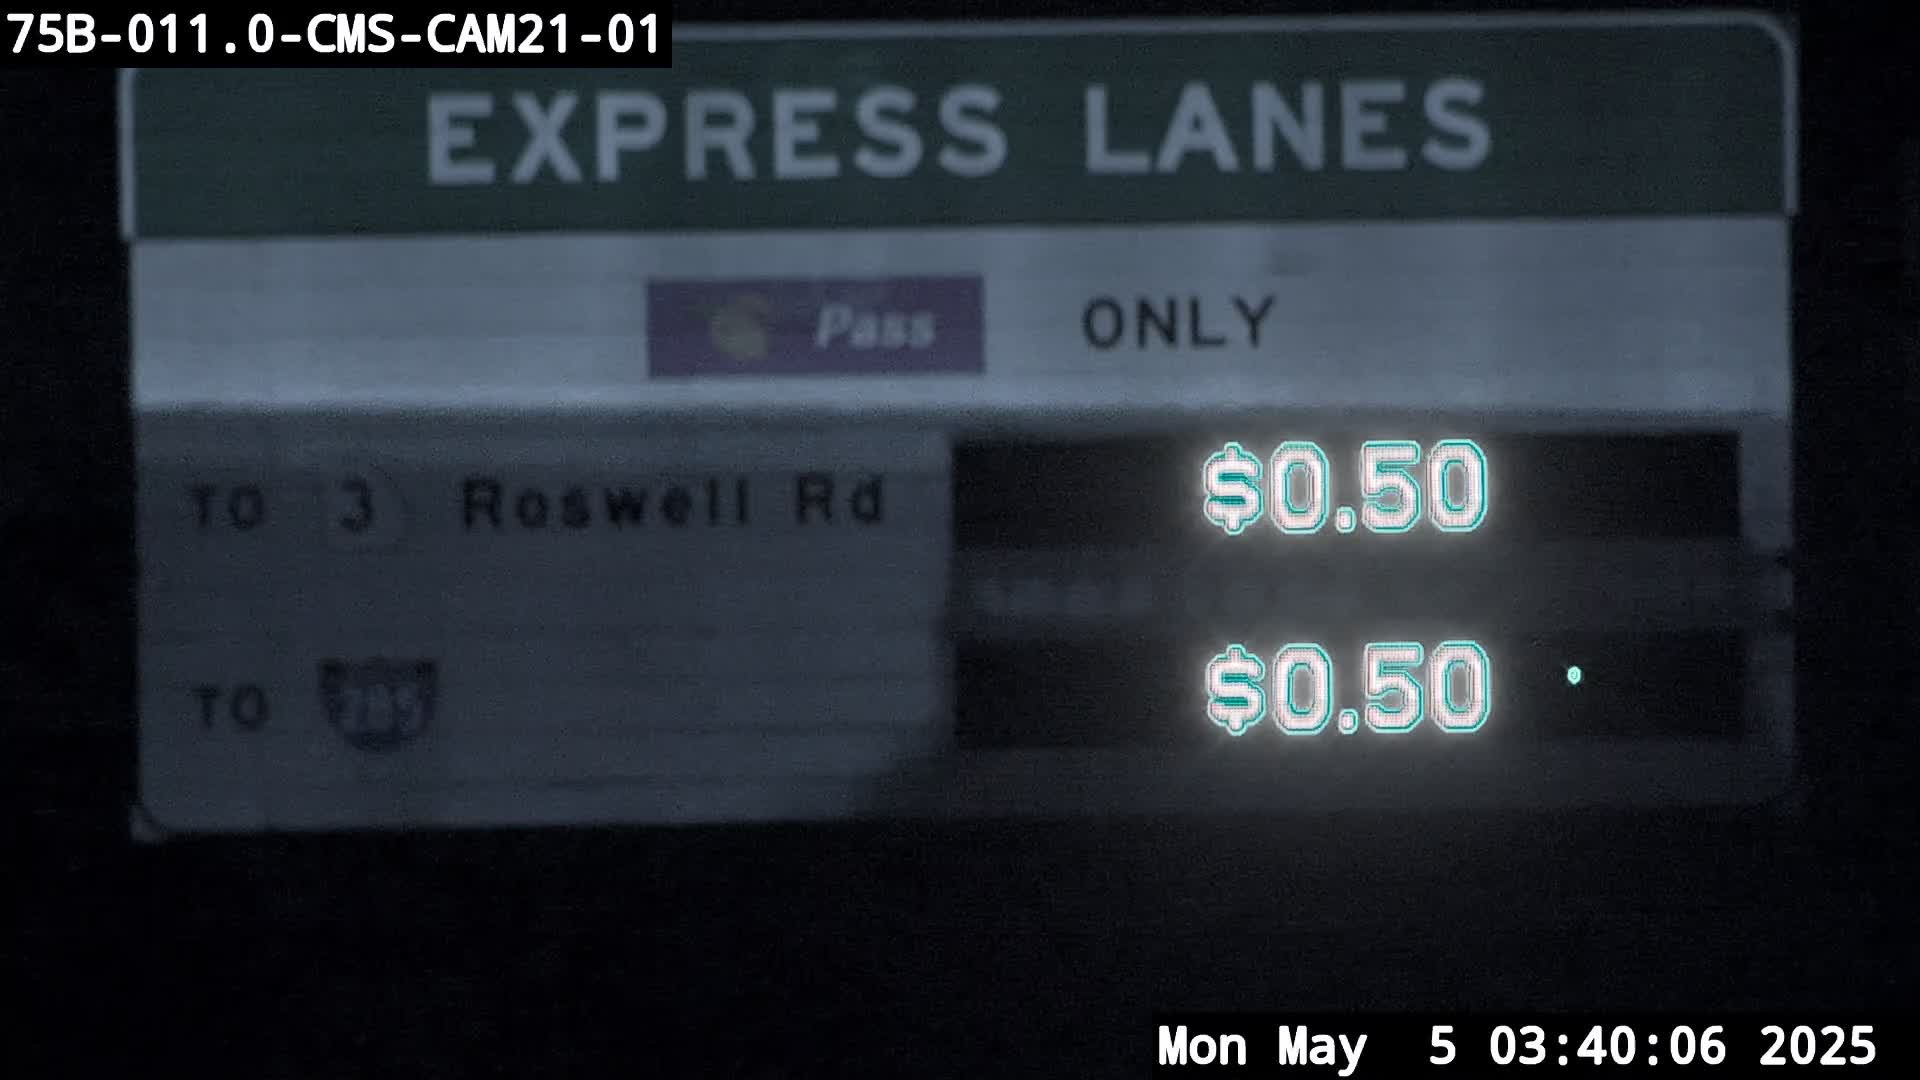 75B-011.0-CMS-CAM21-01
EXPRESS LANES
Pass ONLY
TO 3 Roswell Rd $0.50
TO 285 $0.50
Mon May 5 03:40:06 2025